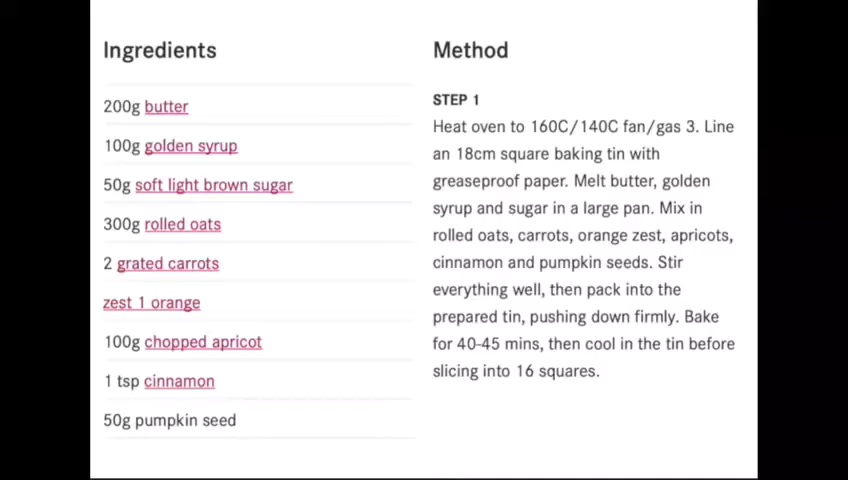 Ingredients
200g butter
100g golden syrup
50g soft light brown sugar
300g rolled oats
2 grated carrots
zest 1 orange
100g chopped apricot
1 tsp cinnamon
50g pumpkin seed
Method
STEP 1
Heat oven to 160C/140C fan/gas 3. Line
an 18cm square baking tin with
greaseproof paper. Melt butter, golden
syrup and sugar in a large pan. Mix in
rolled oats, carrots, orange zest, apricots,
cinnamon and pumpkin seeds. Stir
everything well, then pack into the
prepared tin, pushing down firmly. Bake
for 40-45 mins, then cool in the tin before
slicing into 16 squares.